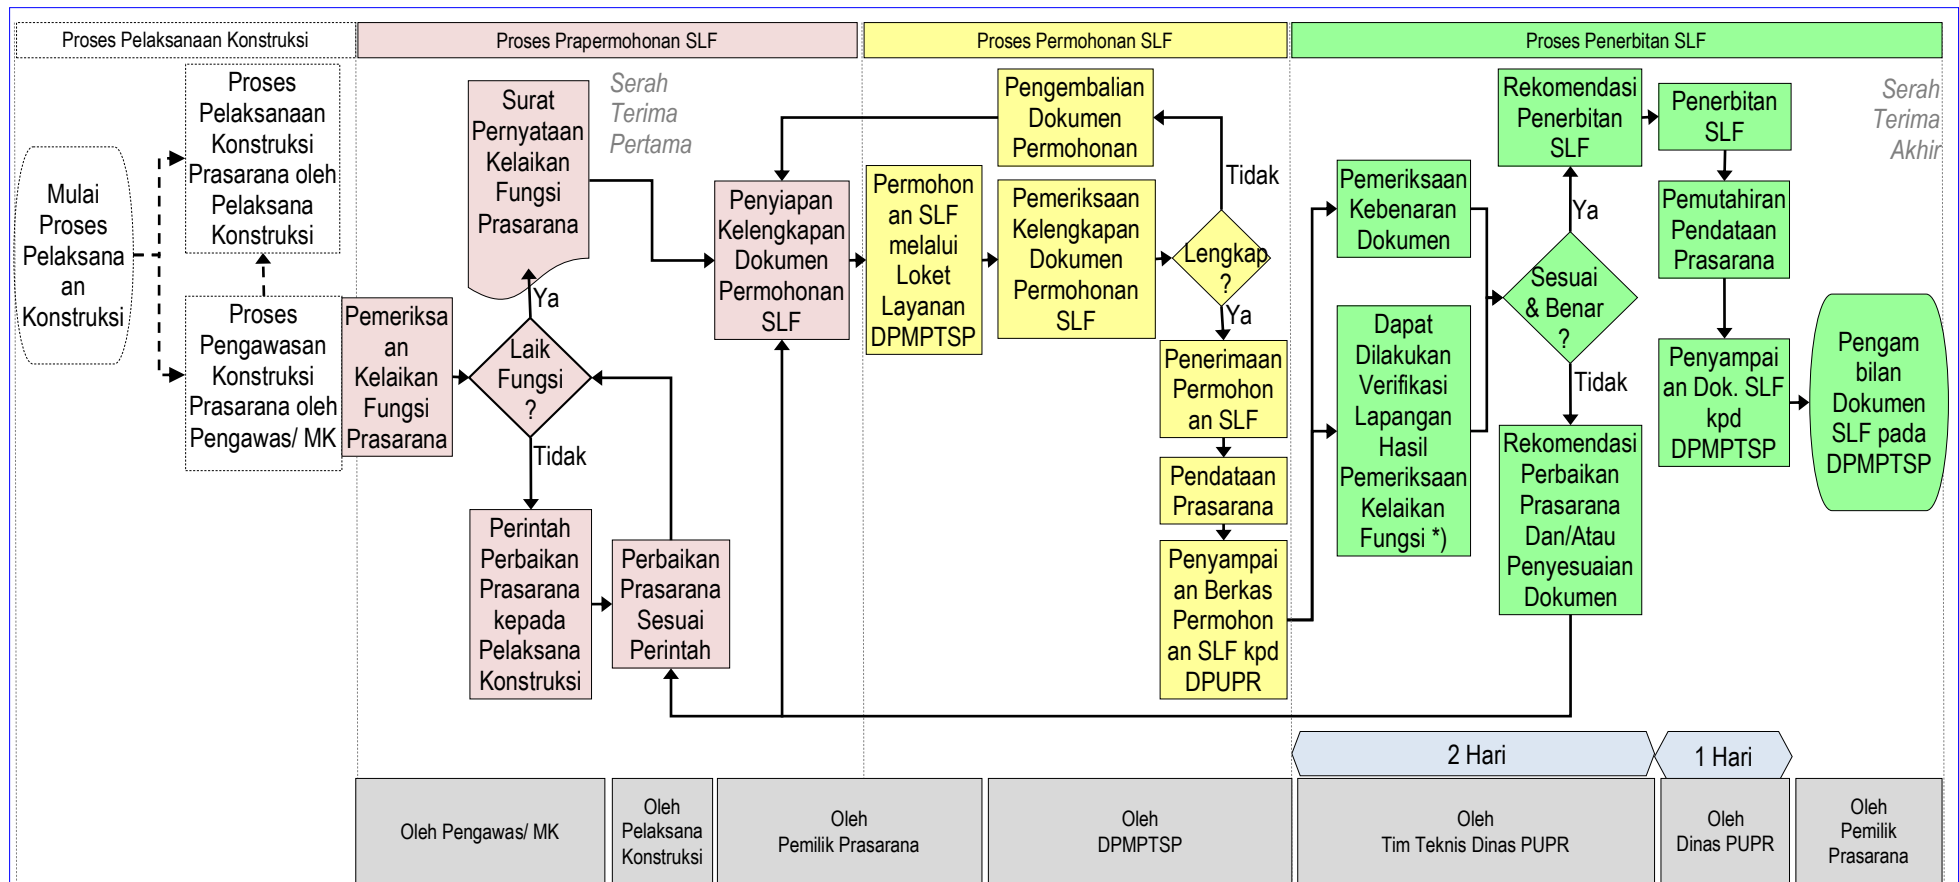 Proses Pelaksanaan Konstruksi
Proses Prapermohonan SLF
Proses Permohonan SLF
Proses Penerbitan SLF
Mulai
Proses
Pelaksana
an
Konstruksi
Proses
Pelaksanaan
Konstruksi
Prasarana oleh
Pelaksana
Konstruksi
Proses
Pengawasan
Konstruksi
Prasarana oleh
Pengawas/ MK
Pemeriksa
an
Kelaikan
Fungsi
Prasarana
Surat
Pernyataan
Kelaikan
Fungsi
Prasarana
Serah
Terima
Pertama
Ya
Laik
Fungsi
?
Tidak
Perintah
Perbaikan
Prasarana
kepada
Pelaksana
Konstruksi
Perbaikan
Prasarana
Sesuai
Perintah
Penyiapan
Kelengkapan
Dokumen
Permohonan
SLF
Pengembalian
Dokumen
Permohonan
Permohon
an SLF
melalui
Loket
Layanan
DPMPTSP
Pemeriksaan
Kelengkapan
Dokumen
Permohonan
SLF
Tidak
Lengkap
?
Ya
Penerimaan
Permohon
an SLF
Pendataan
Prasarana
Penyampai
an Berkas
Permohon
an SLF kpd
DPUPR
Pemeriksaan
Kebenaran
Dokumen
Dapat
Dilakukan
Verifikasi
Lapangan
Hasil
Pemeriksaan
Kelaikan
Fungsi *)
Rekomendasi
Penerbitan
SLF
Ya
Sesuai
& Benar
?
Tidak
Rekomendasi
Perbaikan
Prasarana
Dan/Atau
Penyesuaian
Dokumen
Penerbitan
SLF
Pemutahiran
Pendataan
Prasarana
Penyampai
an Dok. SLF
kpd
DPMPTSP
Serah
Terima
Akhir
Pengam
bilan
Dokumen
SLF pada
DPMPTSP
2 Hari
1 Hari
Oleh Pengawas/ MK
Oleh
Pelaksana
Konstruksi
Oleh
Pemilik Prasarana
Oleh
DPMPTSP
Oleh
Tim Teknis Dinas PUPR
Oleh
Dinas PUPR
Oleh
Pemilik
Prasarana